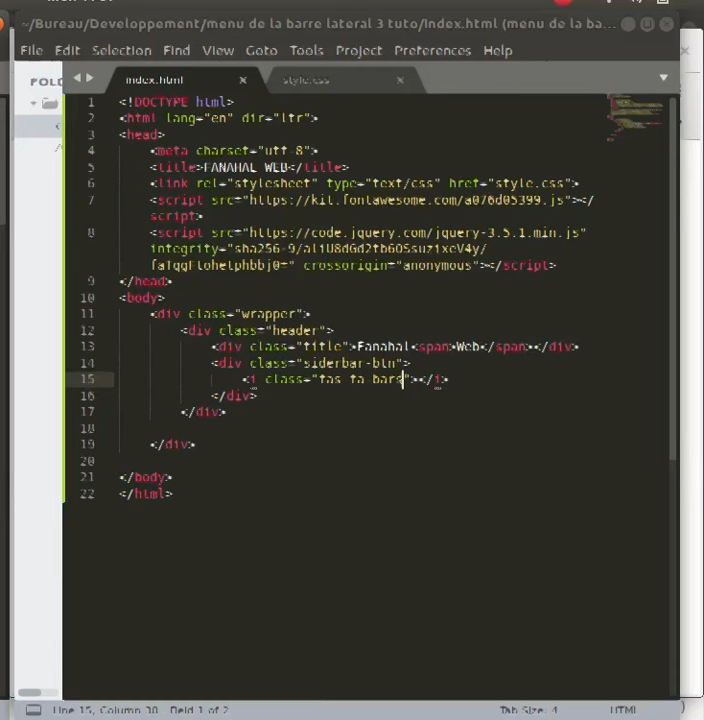 ~/Bureau/Developpement/menu de la barre lateral 3 tuto/index.html (menu de la ba...
File Edit Selection Find View Goto Tools Project Preferences Help
index.html × style.css ×
1 <!DOCTYPE html>
2 <html lang="en" dir="ltr">
3 <head>
4 <meta charset="utf-8">
5 <title>FANAHAL WEB</title>
6 <link rel="stylesheet" type="text/css" href="style.css">
7 <script src="https://kit.fontawesome.com/a076d05399.js"></
script>
8 <script src="https://code.jquery.com/jquery-3.5.1.min.js"
crossorigin="anonymous"></script>
9 </head>
10 <body>
11 <div class="wrapper">
12 <div class="header">
13 <div class="title">Fanahal<span>Web</span></div>
14 <div class="siderbar-btn">
15 <i class="fas fa-bars"></i>
16 </div>
17 </div>
18
19 </div>
20
21 </body>
22 </html>
Line 15, Column 38 Field 1 of 2 Tab Size: 4 HTML